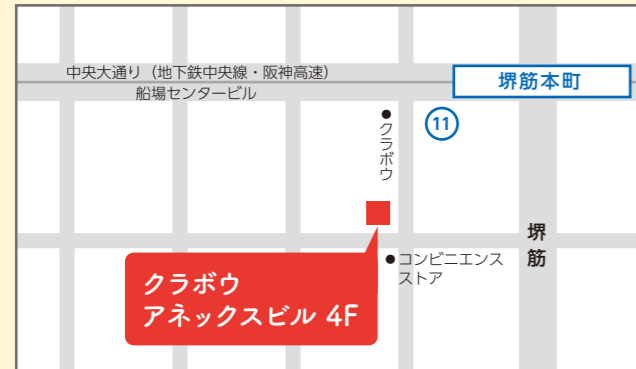 中央大通り（地下鉄中央線・阪神高速）
船場センタービル
堺筋本町
11
クラボウ
堺筋
コンビニエンス
ストア
クラボウ
アネックスビル 4F